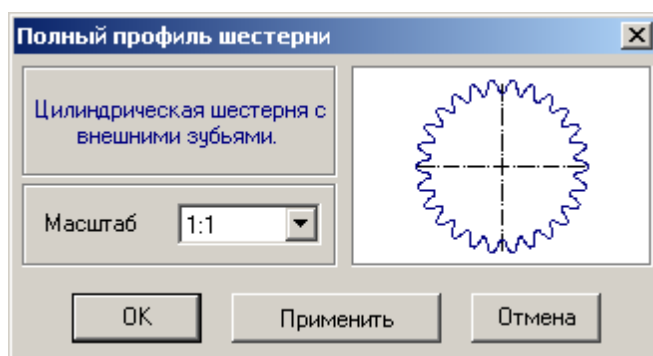 Полный профиль шестерни
Цилиндрическая шестерня с
внешними зубьями.
Масштаб
1:1
OK
Применить
Отмена